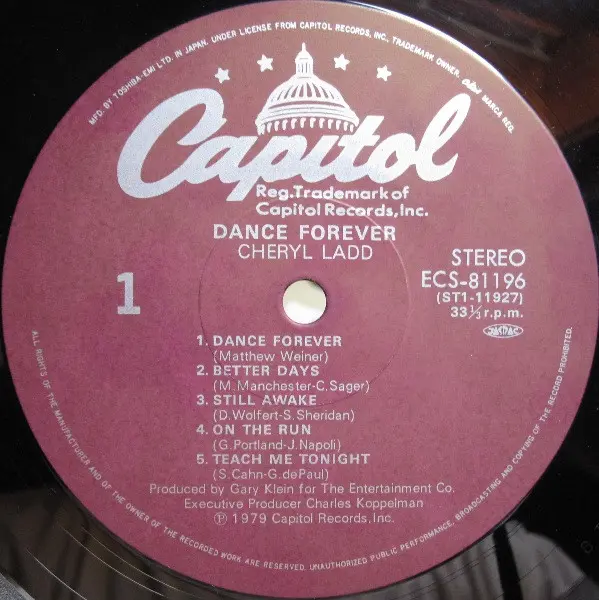 MFD. BY TOSHIBA-EMI LTD. IN JAPAN. UNDER LICENSE FROM CAPITOL RECORDS, INC., TRADEMARK OWNER. MARCA REG.
Capitol
Reg.Trademark of
Capitol Records,Inc.
DANCE FOREVER
CHERYL LADD
STEREO
ECS-81196
(ST1-11927)
33⅓ r.p.m.
JASRAC
1
1. DANCE FOREVER
(Matthew Weiner)
2. BETTER DAYS
(M. Manchester-C. Sager)
3. STILL AWAKE
(D. Wolfert-S. Sheridan)
4. ON THE RUN
(G. Portland-J. Napoli)
5. TEACH ME TONIGHT
(S. Cahn-G. dePaul)
Produced by Gary Klein for The Entertainment Co.
Executive Producer Charles Koppelman
Ⓟ 1979 Capitol Records, Inc.
ALL RIGHTS OF THE MANUFACTURER AND OF THE OWNER OF THE RECORDED WORK ARE RESERVED. UNAUTHORIZED PUBLIC PERFORMANCE, BROADCASTING AND COPYING OF THE RECORD PROHIBITED.